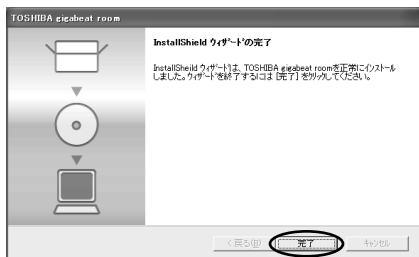 TOSHIBA gigabeat room
InstallShield ウィザードの完了
InstallShield ウィザードは、TOSHIBA gigabeat roomを正常にインストール
しました。ウィザードを終了するには [完了] をクリックしてください。
< 戻る(B)
完了
キャンセル